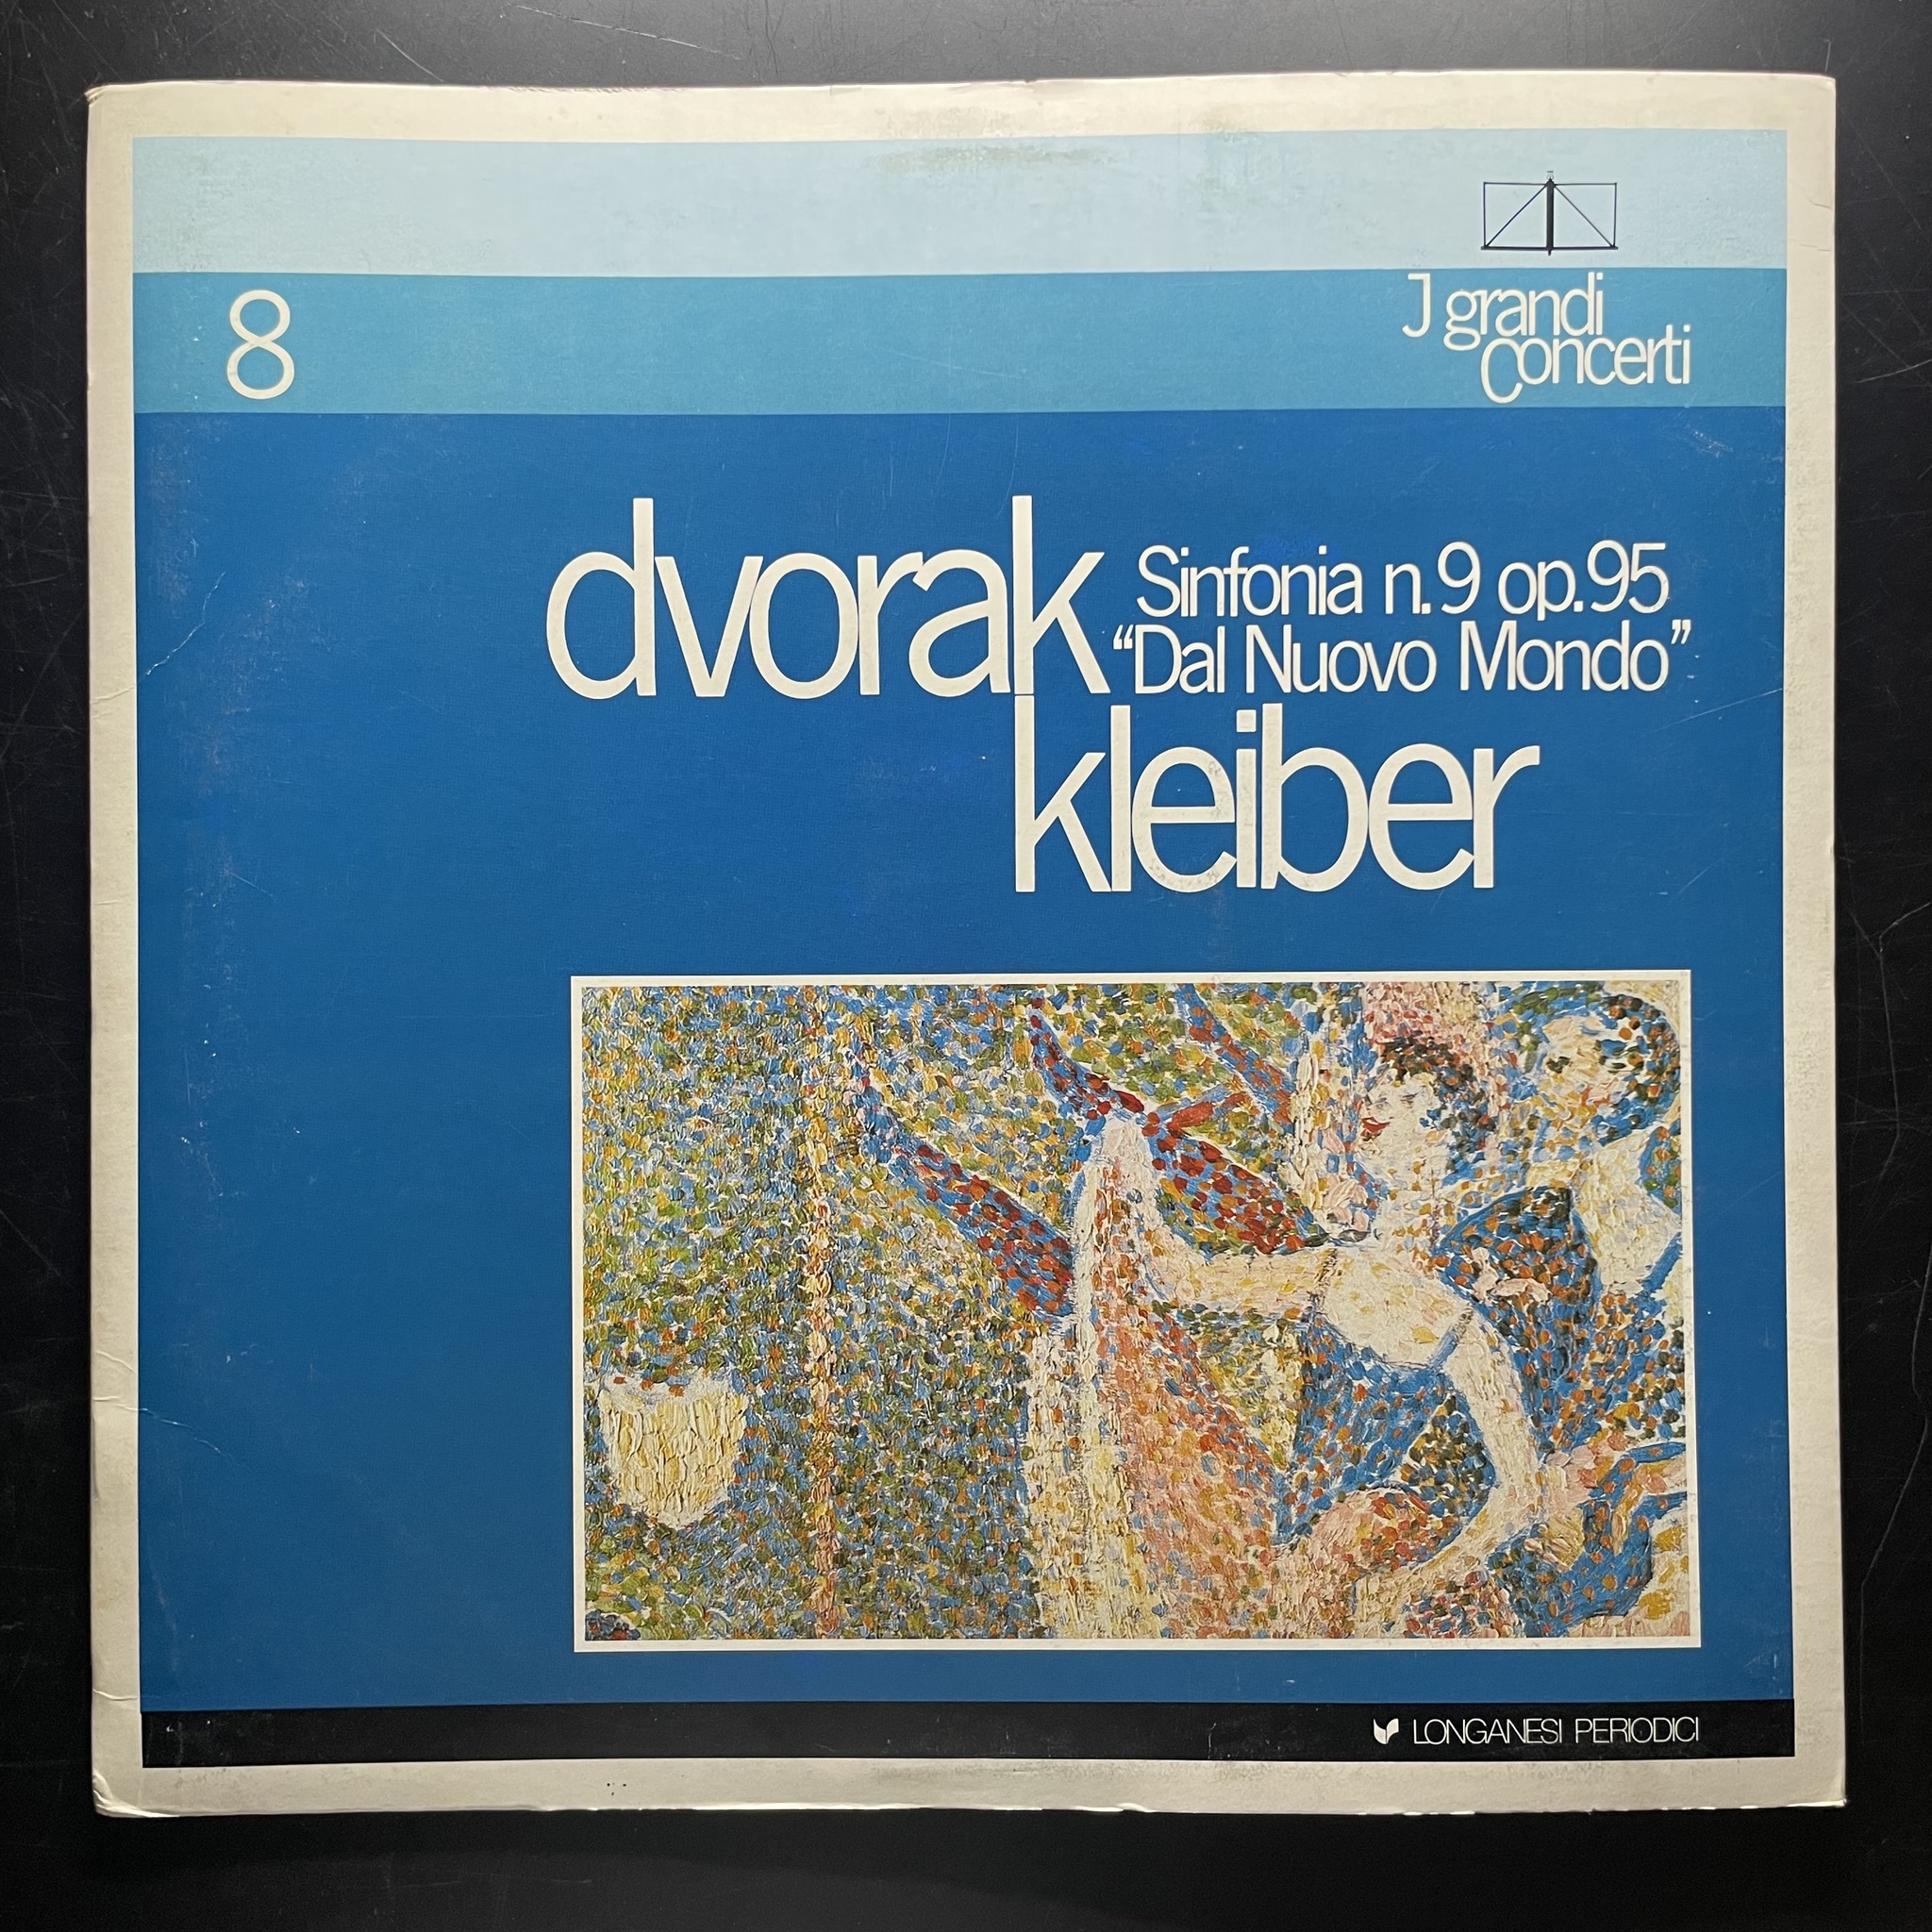 8
J grandi
concerti
dvorak
Sinfonia n.9 op.95
“Dal Nuovo Mondo”
kleiber
LONGANESI PERIODICI